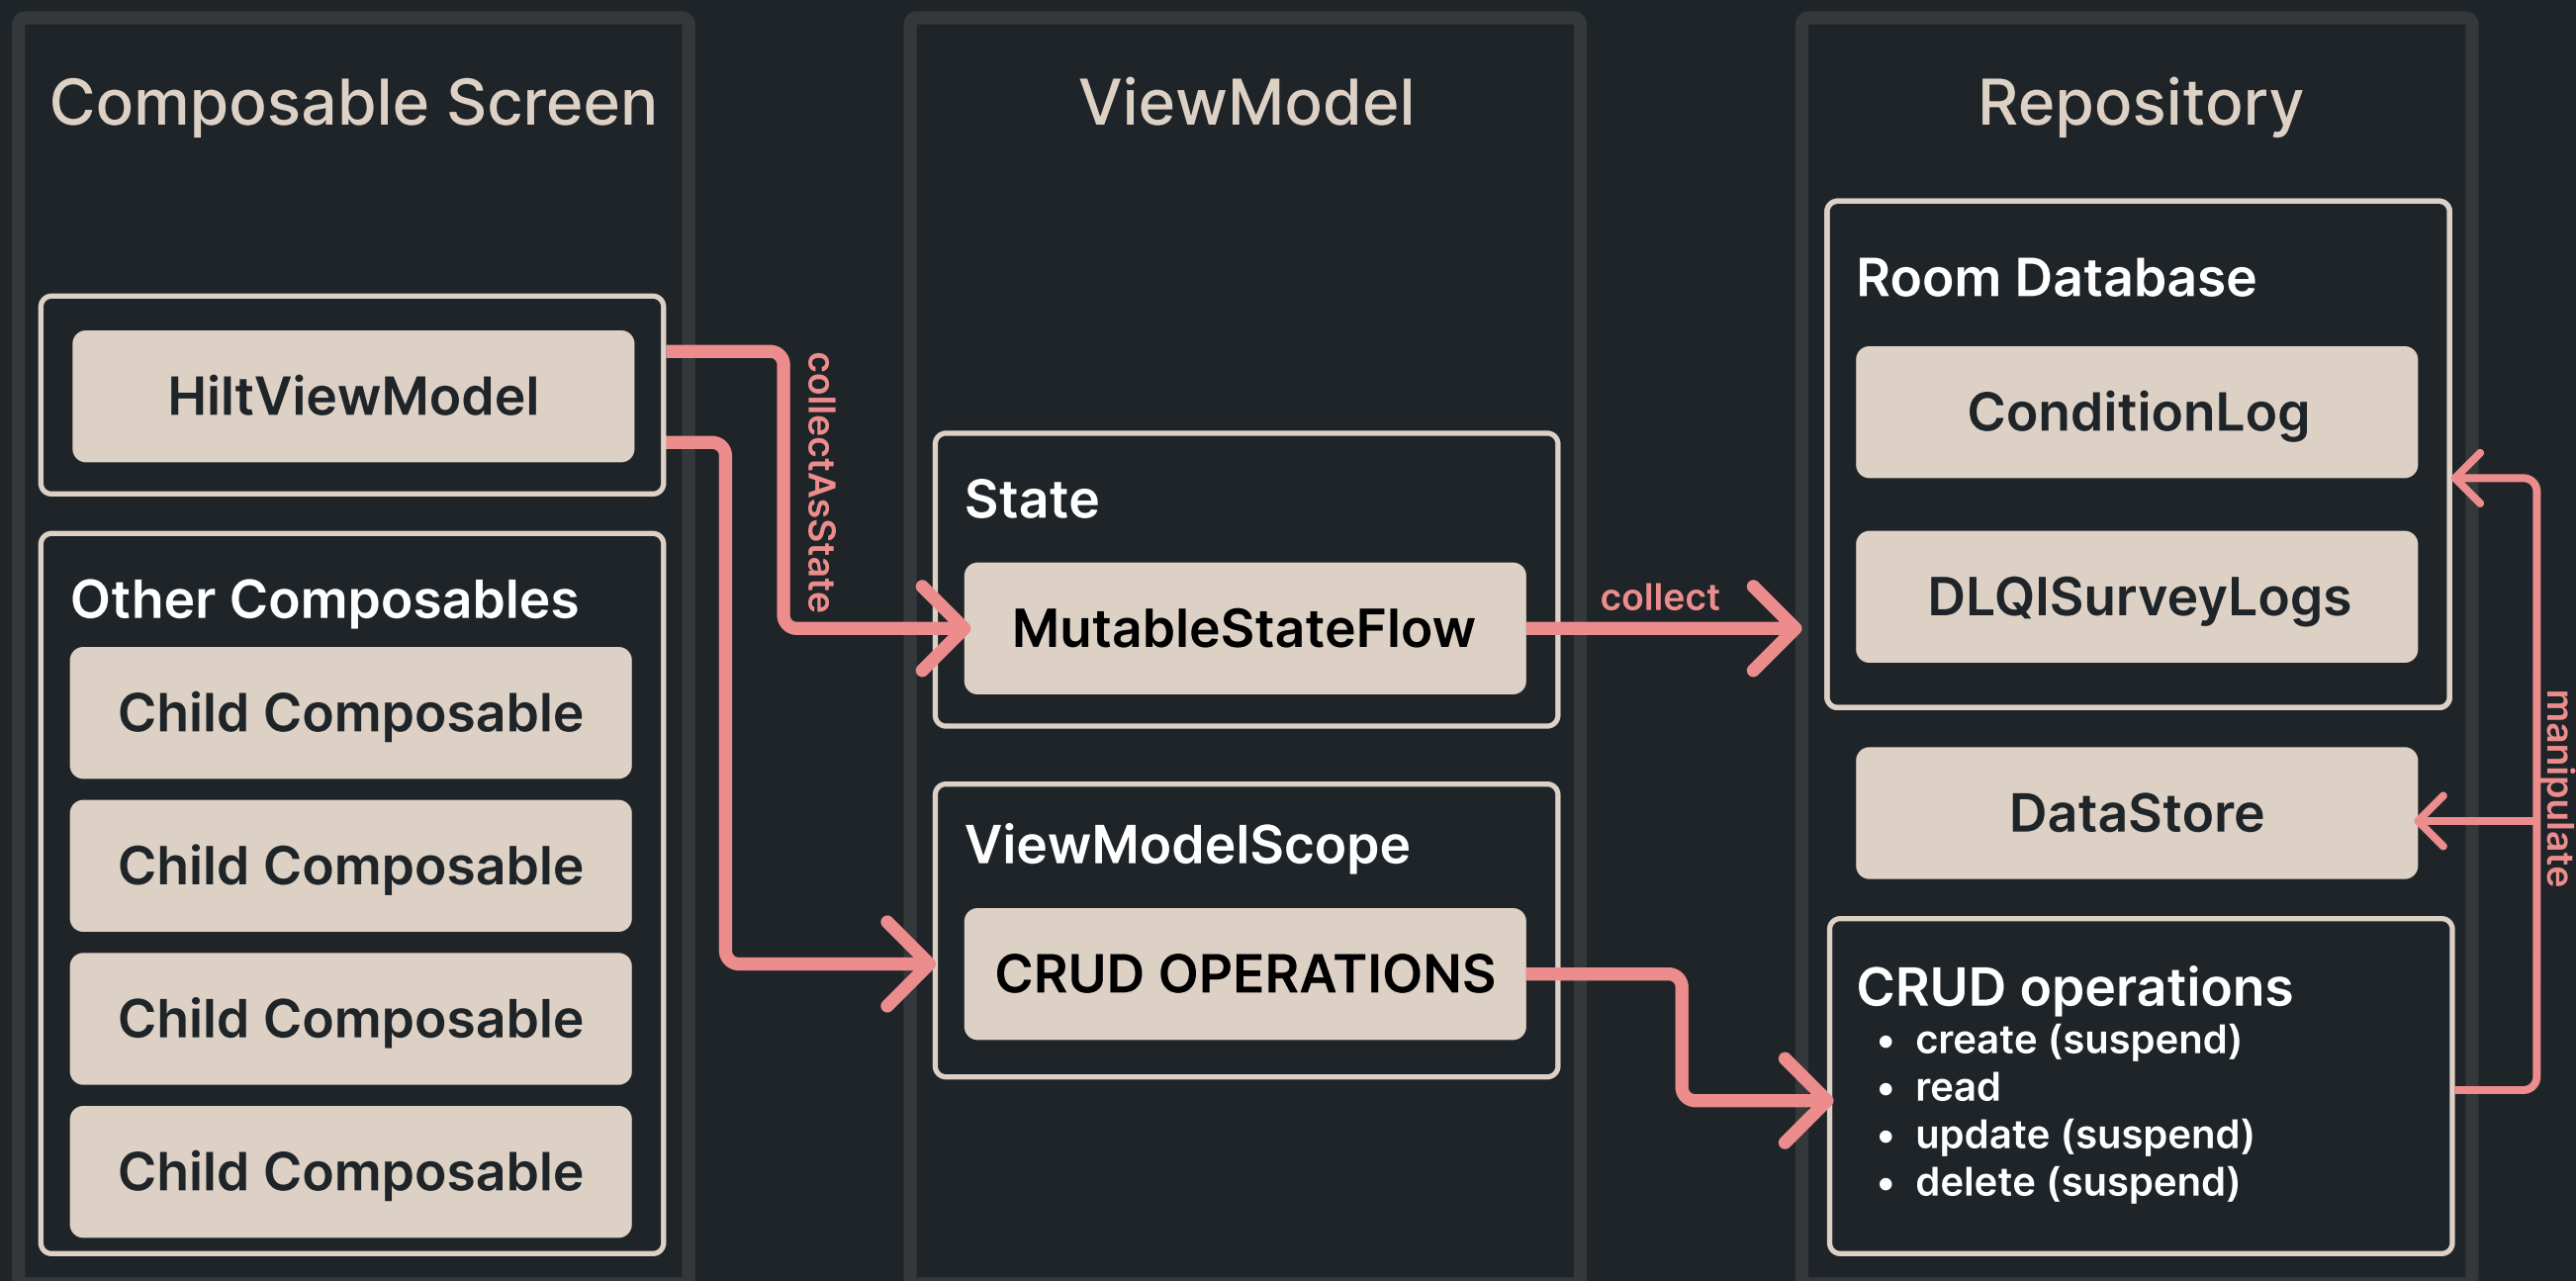 Composable Screen
HiltViewModel
Other Composables
Child Composable
Child Composable
Child Composable
Child Composable
collectAsState
ViewModel
State
MutableStateFlow
ViewModelScope
CRUD OPERATIONS
collect
Repository
Room Database
ConditionLog
DLQISurveyLogs
DataStore
CRUD operations
• create (suspend)
• read
• update (suspend)
• delete (suspend)
manipulate